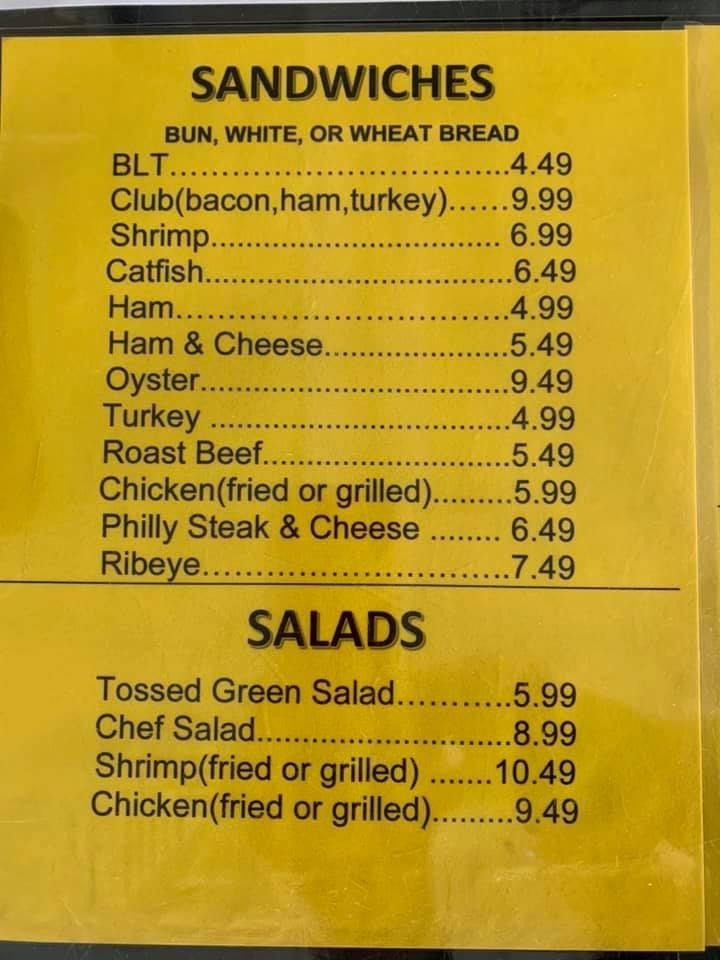 SANDWICHES
BUN, WHITE, OR WHEAT BREAD
BLT....................................4.49
Club(bacon,ham,turkey)......9.99
Shrimp................................ 6.99
Catfish..................................6.49
Ham.....................................4.99
Ham & Cheese....................5.49
Oyster..................................9.49
Turkey .................................4.99
Roast Beef...........................5.49
Chicken(fried or grilled).........5.99
Philly Steak & Cheese ........ 6.49
Ribeye..................................7.49
SALADS
Tossed Green Salad............5.99
Chef Salad............................8.99
Shrimp(fried or grilled) .......10.49
Chicken(fried or grilled).........9.49